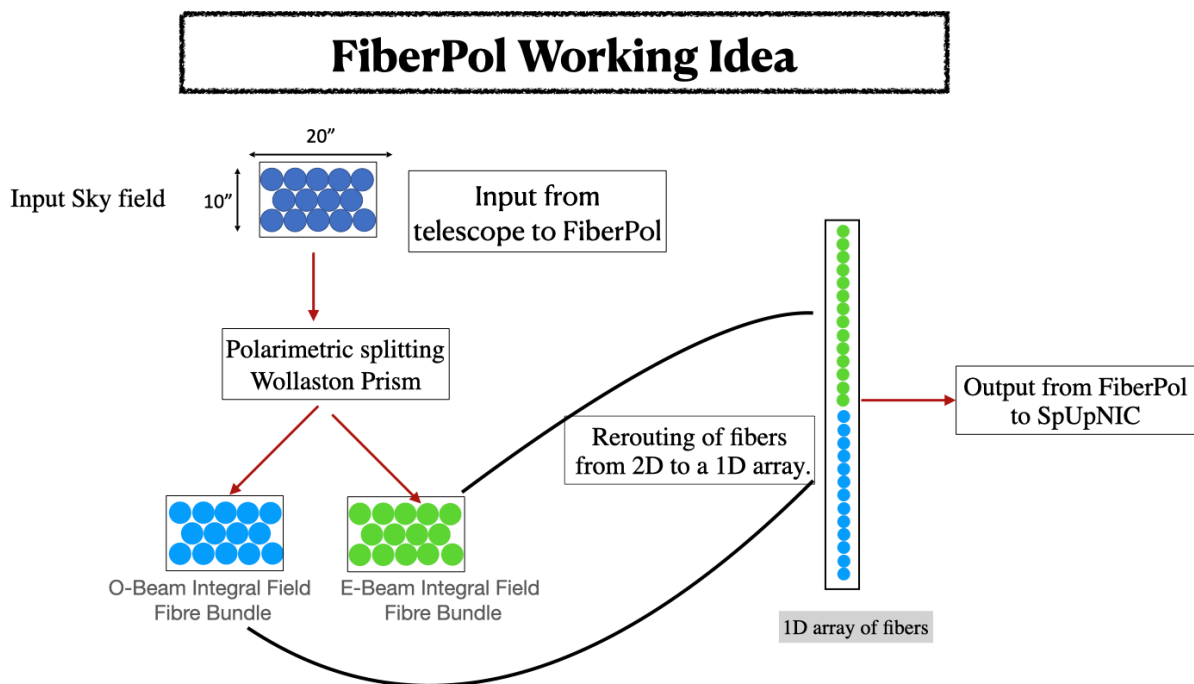 FiberPol Working Idea
20”
Input Sky field
10”
Input from
telescope to FiberPol
Polarimetric splitting
Wollaston Prism
Rerouting of fibers
from 2D to a 1D array.
Output from FiberPol
to SpUpNIC
O-Beam Integral Field
Fibre Bundle
E-Beam Integral Field
Fibre Bundle
1D array of fibers